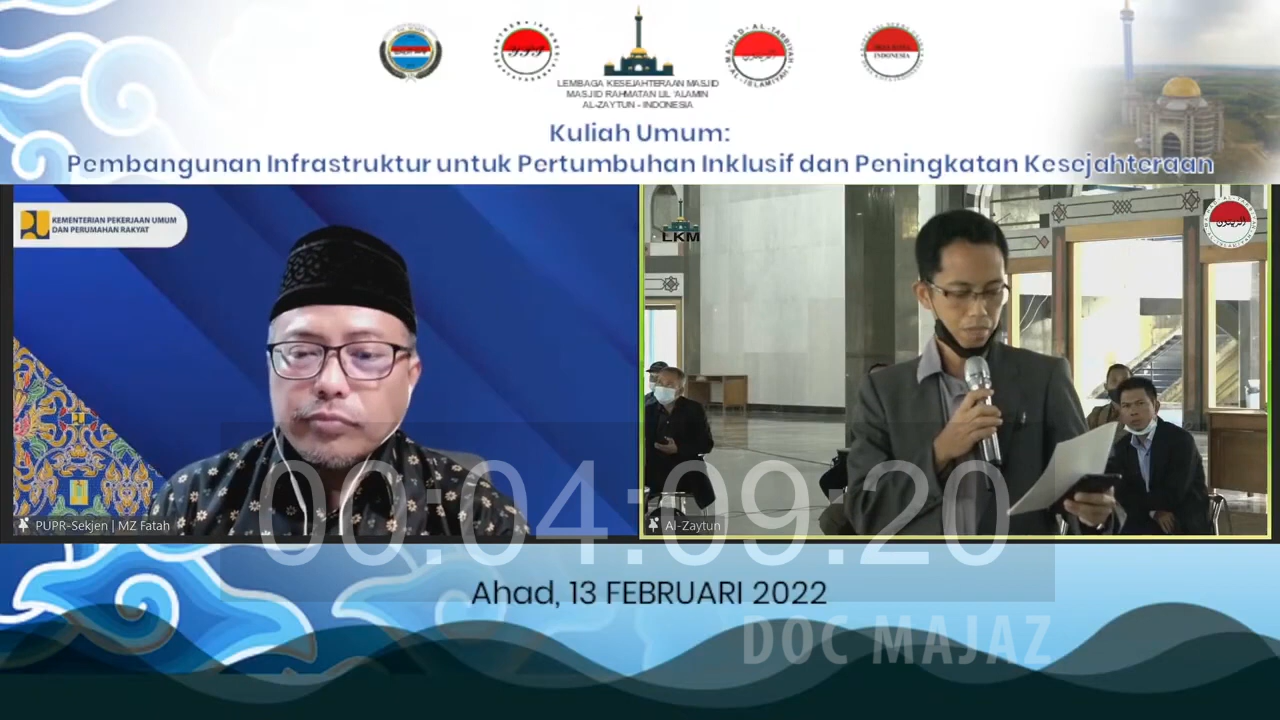 LEMBAGA KESEJAHTERAAN MASJID
MASJID RAHMATAN LIL 'ALAMIN
AL-ZAYTUN - INDONESIA
Kuliah Umum:
Pembangunan Infrastruktur untuk Pertumbuhan Inklusif dan Peningkatan Kesejahteraan
KEMENTERIAN PEKERJAAN UMUM
DAN PERUMAHAN RAKYAT
LKM
PUPR-Sekjen | MZ Fatah
Al-Zaytun
00:04:09:20
Ahad, 13 FEBRUARI 2022
DOC MAJAZ